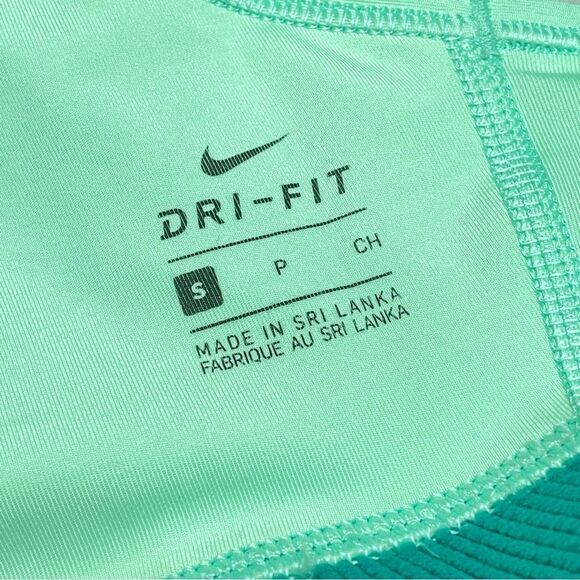 DRI-FIT
S P CH
MADE IN SRI LANKA
FABRIQUE AU SRI LANKA